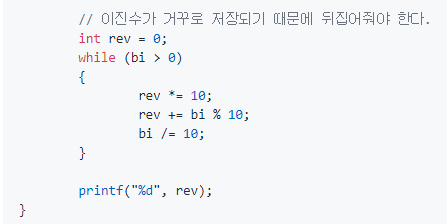 // 이진수가 거꾸로 저장되기 때문에 뒤집어줘야 한다.
int rev = 0;
while (bi > 0)
{
rev *= 10;
rev += bi % 10;
bi /= 10;
}
printf("%d", rev);
}